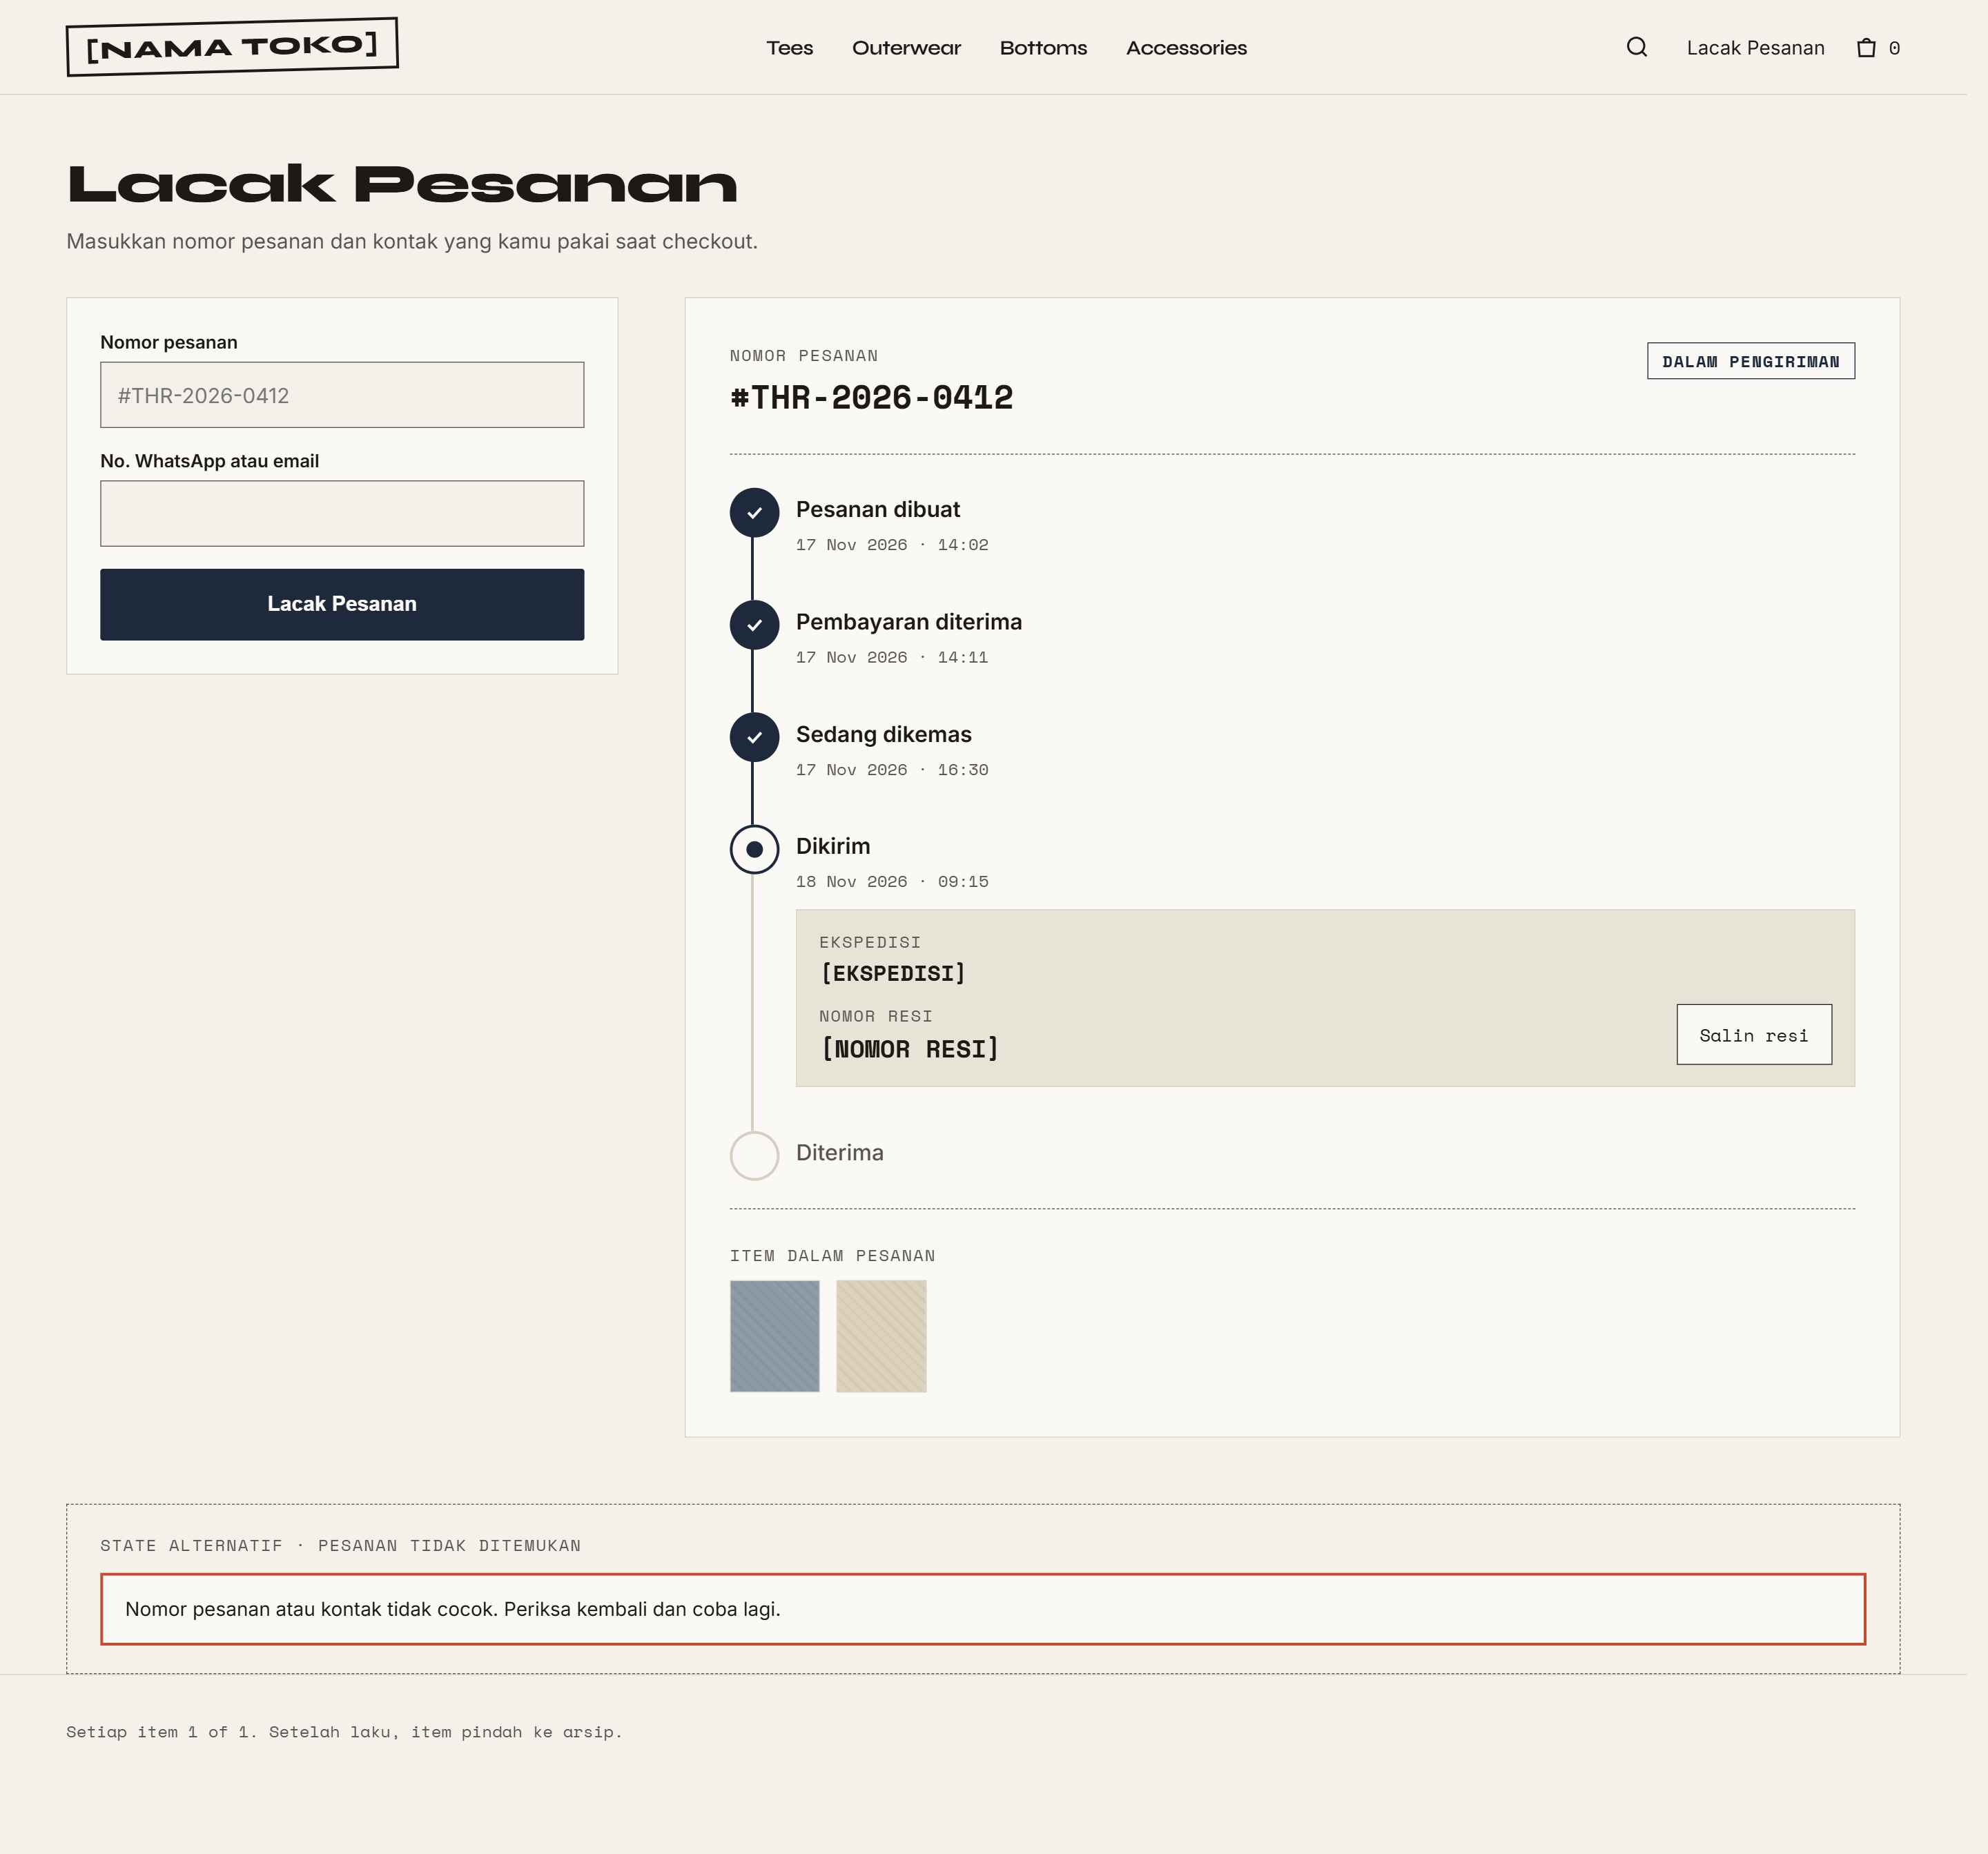 [NAMA TOKO]
Tees Outerwear Bottoms Accessories
Lacak Pesanan 0
Lacak Pesanan
Masukkan nomor pesanan dan kontak yang kamu pakai saat checkout.
Nomor pesanan
#THR-2026-0412
No. WhatsApp atau email
Lacak Pesanan
NOMOR PESANAN
DALAM PENGIRIMAN
#THR-2026-0412
Pesanan dibuat
17 Nov 2026 · 14:02
Pembayaran diterima
17 Nov 2026 · 14:11
Sedang dikemas
17 Nov 2026 · 16:30
Dikirim
18 Nov 2026 · 09:15
EKSPEDISI
[EKSPEDISI]
NOMOR RESI
[NOMOR RESI]
Salin resi
Diterima
ITEM DALAM PESANAN
STATE ALTERNATIF · PESANAN TIDAK DITEMUKAN
Nomor pesanan atau kontak tidak cocok. Periksa kembali dan coba lagi.
Setiap item 1 of 1. Setelah laku, item pindah ke arsip.